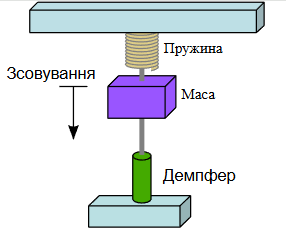 Пружина
Зсовування
Маса
Демпфер